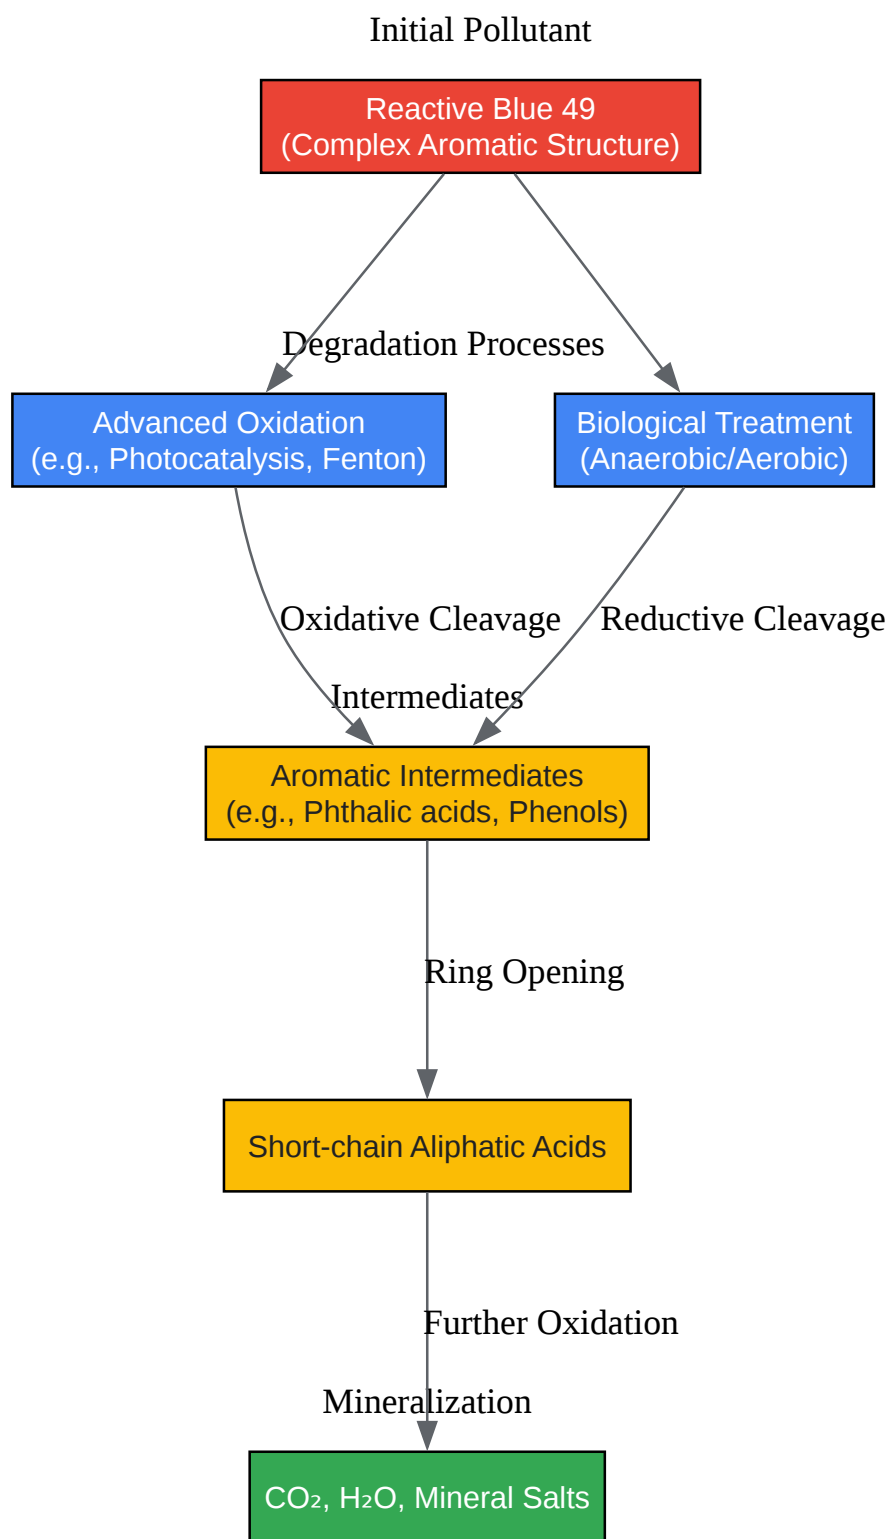 Initial Pollutant
Reactive Blue 49
(Complex Aromatic Structure)
Degradation Processes
Advanced Oxidation
(e.g., Photocatalysis, Fenton)
Biological Treatment
(Anaerobic/Aerobic)
Oxidative Cleavage
Reductive Cleavage
Intermediates
Aromatic Intermediates
(e.g., Phthalic acids, Phenols)
Ring Opening
Short-chain Aliphatic Acids
Further Oxidation
Mineralization
CO₂, H₂O, Mineral Salts